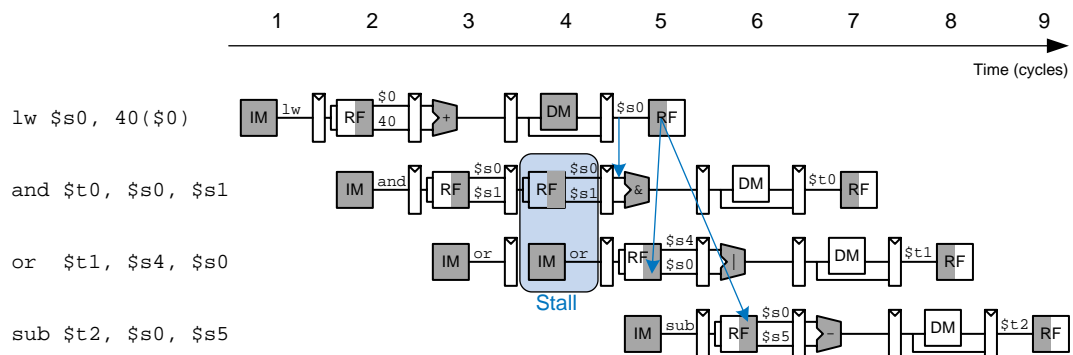 1 2 3 4 5 6 7 8 9
Time (cycles)
lw $s0, 40($0) IM lw RF $0 40 + DM $s0 RF
and $t0, $s0, $s1 IM and RF $s0 $s1 RF $s0 $s1 & DM $t0 RF
or $t1, $s4, $s0 IM or IM or RF $s4 $s0 | DM $t1 RF
Stall
sub $t2, $s0, $s5 IM sub RF $s0 $s5 - DM $t2 RF